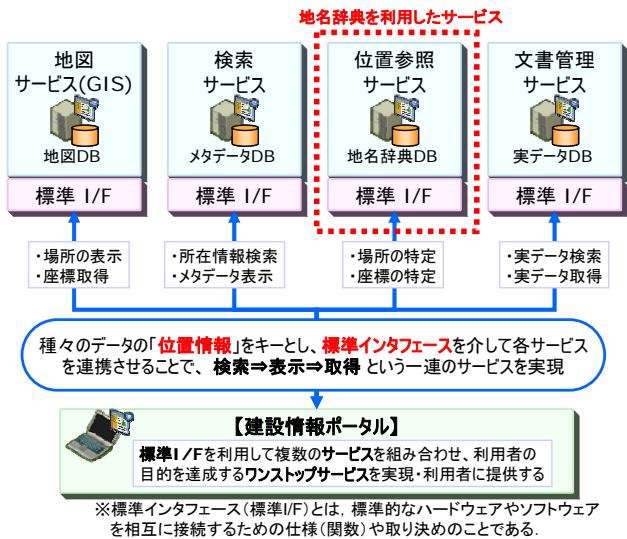 地名辞典を利用したサービス
地図
サービス(GIS)
地図DB
標準 I/F
検索
サービス
メタデータDB
標準 I/F
位置参照
サービス
地名辞典DB
標準 I/F
文書管理
サービス
実データDB
標準 I/F
・場所の表示
・座標取得
・所在情報検索
・メタデータ表示
・場所の特定
・座標の特定
・実データ検索
・実データ取得
種々のデータの「位置情報」をキーとし、標準インタフェースを介して各サービス
を連携させることで、 検索⇒表示⇒取得 という一連のサービスを実現
【建設情報ポータル】
標準I/Fを利用して複数のサービスを組み合わせ、利用者の
目的を達成するワンストップサービスを実現・利用者に提供する
※標準インタフェース(標準I/F)とは, 標準的なハードウェアやソフトウェア
を相互に接続するための仕様(関数)や取り決めのことである.